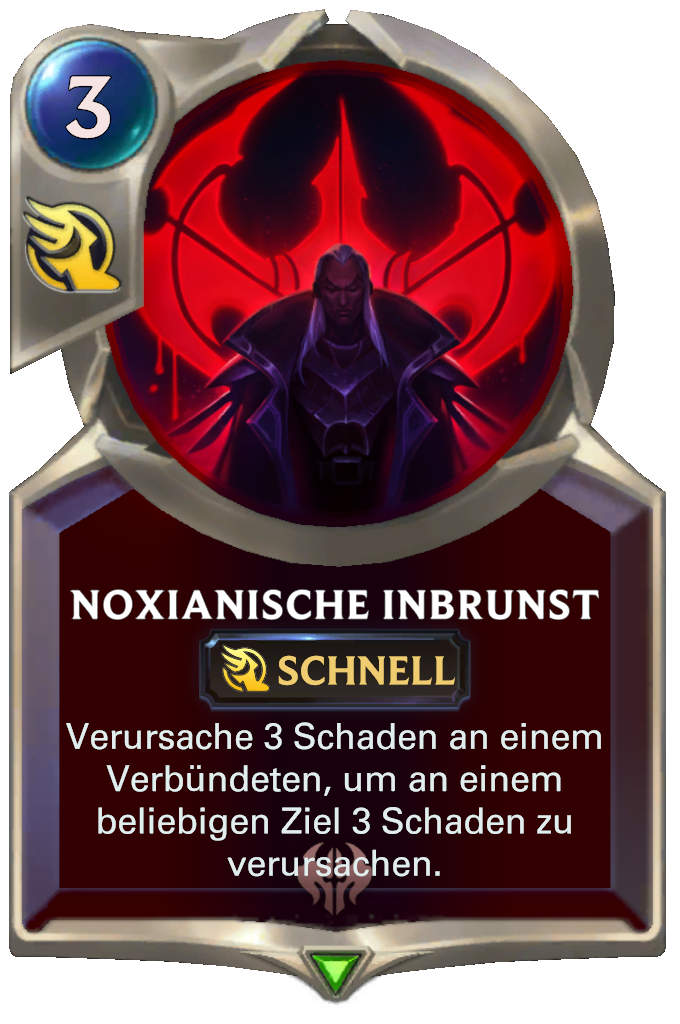 3
NOXIANISCHE INBRUNST
SCHNELL
Verursache 3 Schaden an einem
Verbündeten, um an einem
beliebigen Ziel 3 Schaden zu
verursachen.